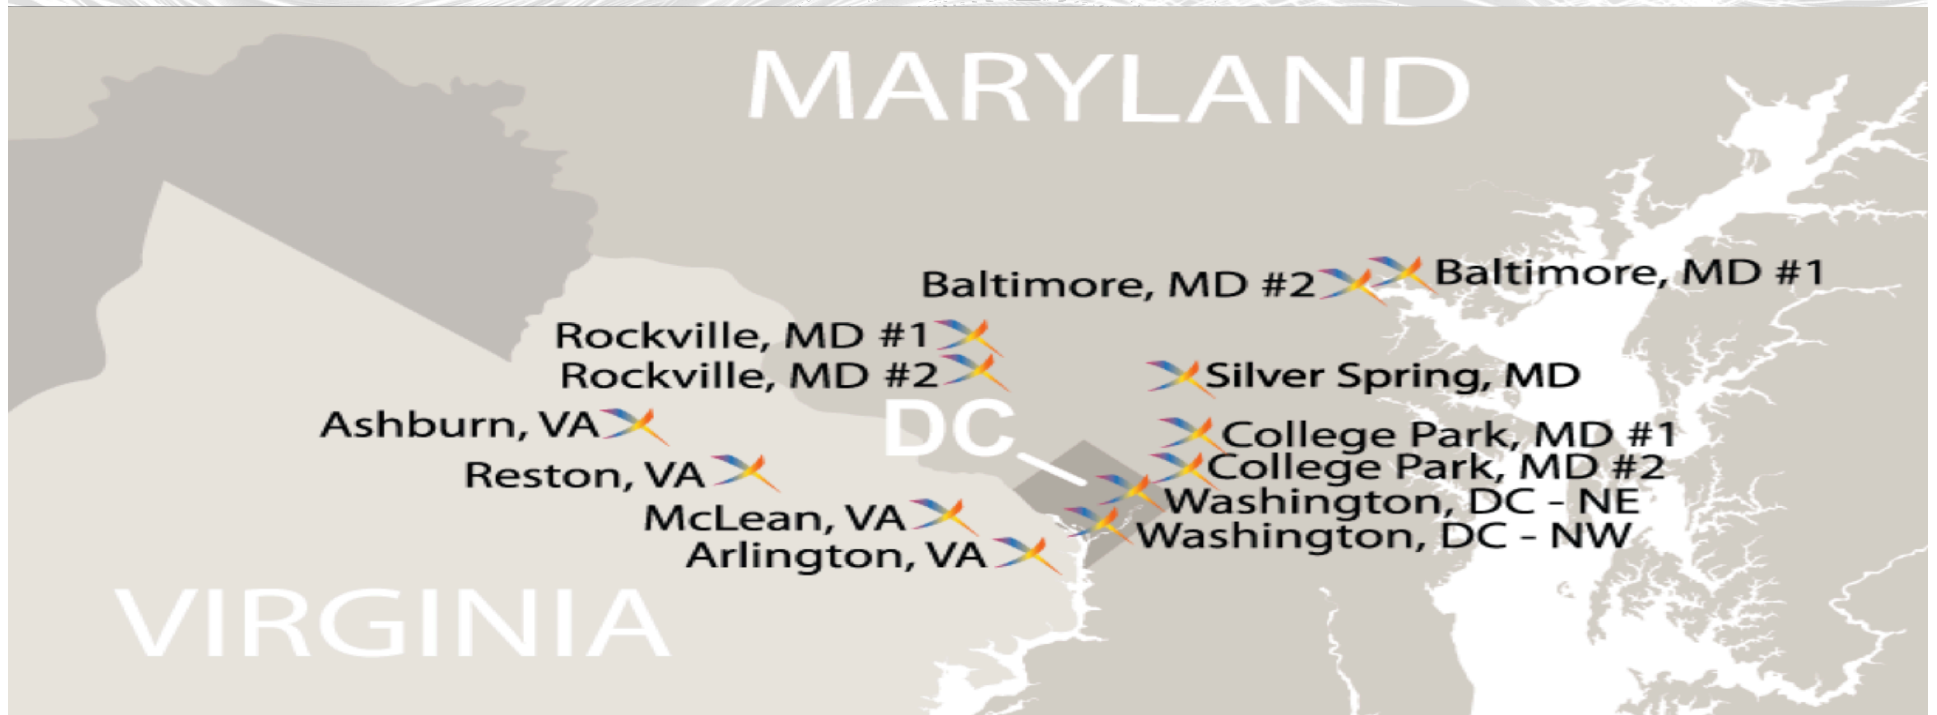 MARYLAND
Baltimore, MD #1
Baltimore, MD #2
Rockville, MD #1
Rockville, MD #2
Silver Spring, MD
DC
Ashburn, VA
College Park, MD #1
Reston, VA
College Park, MD #2
Washington, DC - NE
McLean, VA
Washington, DC - NW
Arlington, VA
VIRGINIA